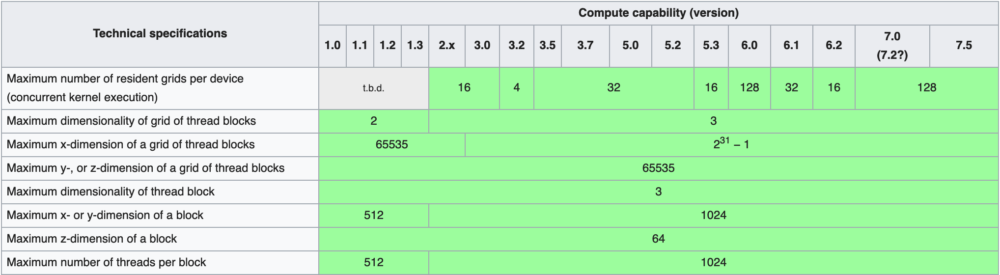 Technical specifications
Compute capability (version)
1.0 1.1 1.2 1.3 2.x 3.0 3.2 3.5 3.7 5.0 5.2 5.3 6.0 6.1 6.2 7.0 (7.2?) 7.5
Maximum number of resident grids per device
(concurrent kernel execution)
t.b.d. 16 4 32 16 128 32 16 128
Maximum dimensionality of grid of thread blocks 2 3
Maximum x-dimension of a grid of thread blocks 65535 2³¹ − 1
Maximum y-, or z-dimension of a grid of thread blocks 65535
Maximum dimensionality of thread block 3
Maximum x- or y-dimension of a block 512 1024
Maximum z-dimension of a block 64
Maximum number of threads per block 512 1024